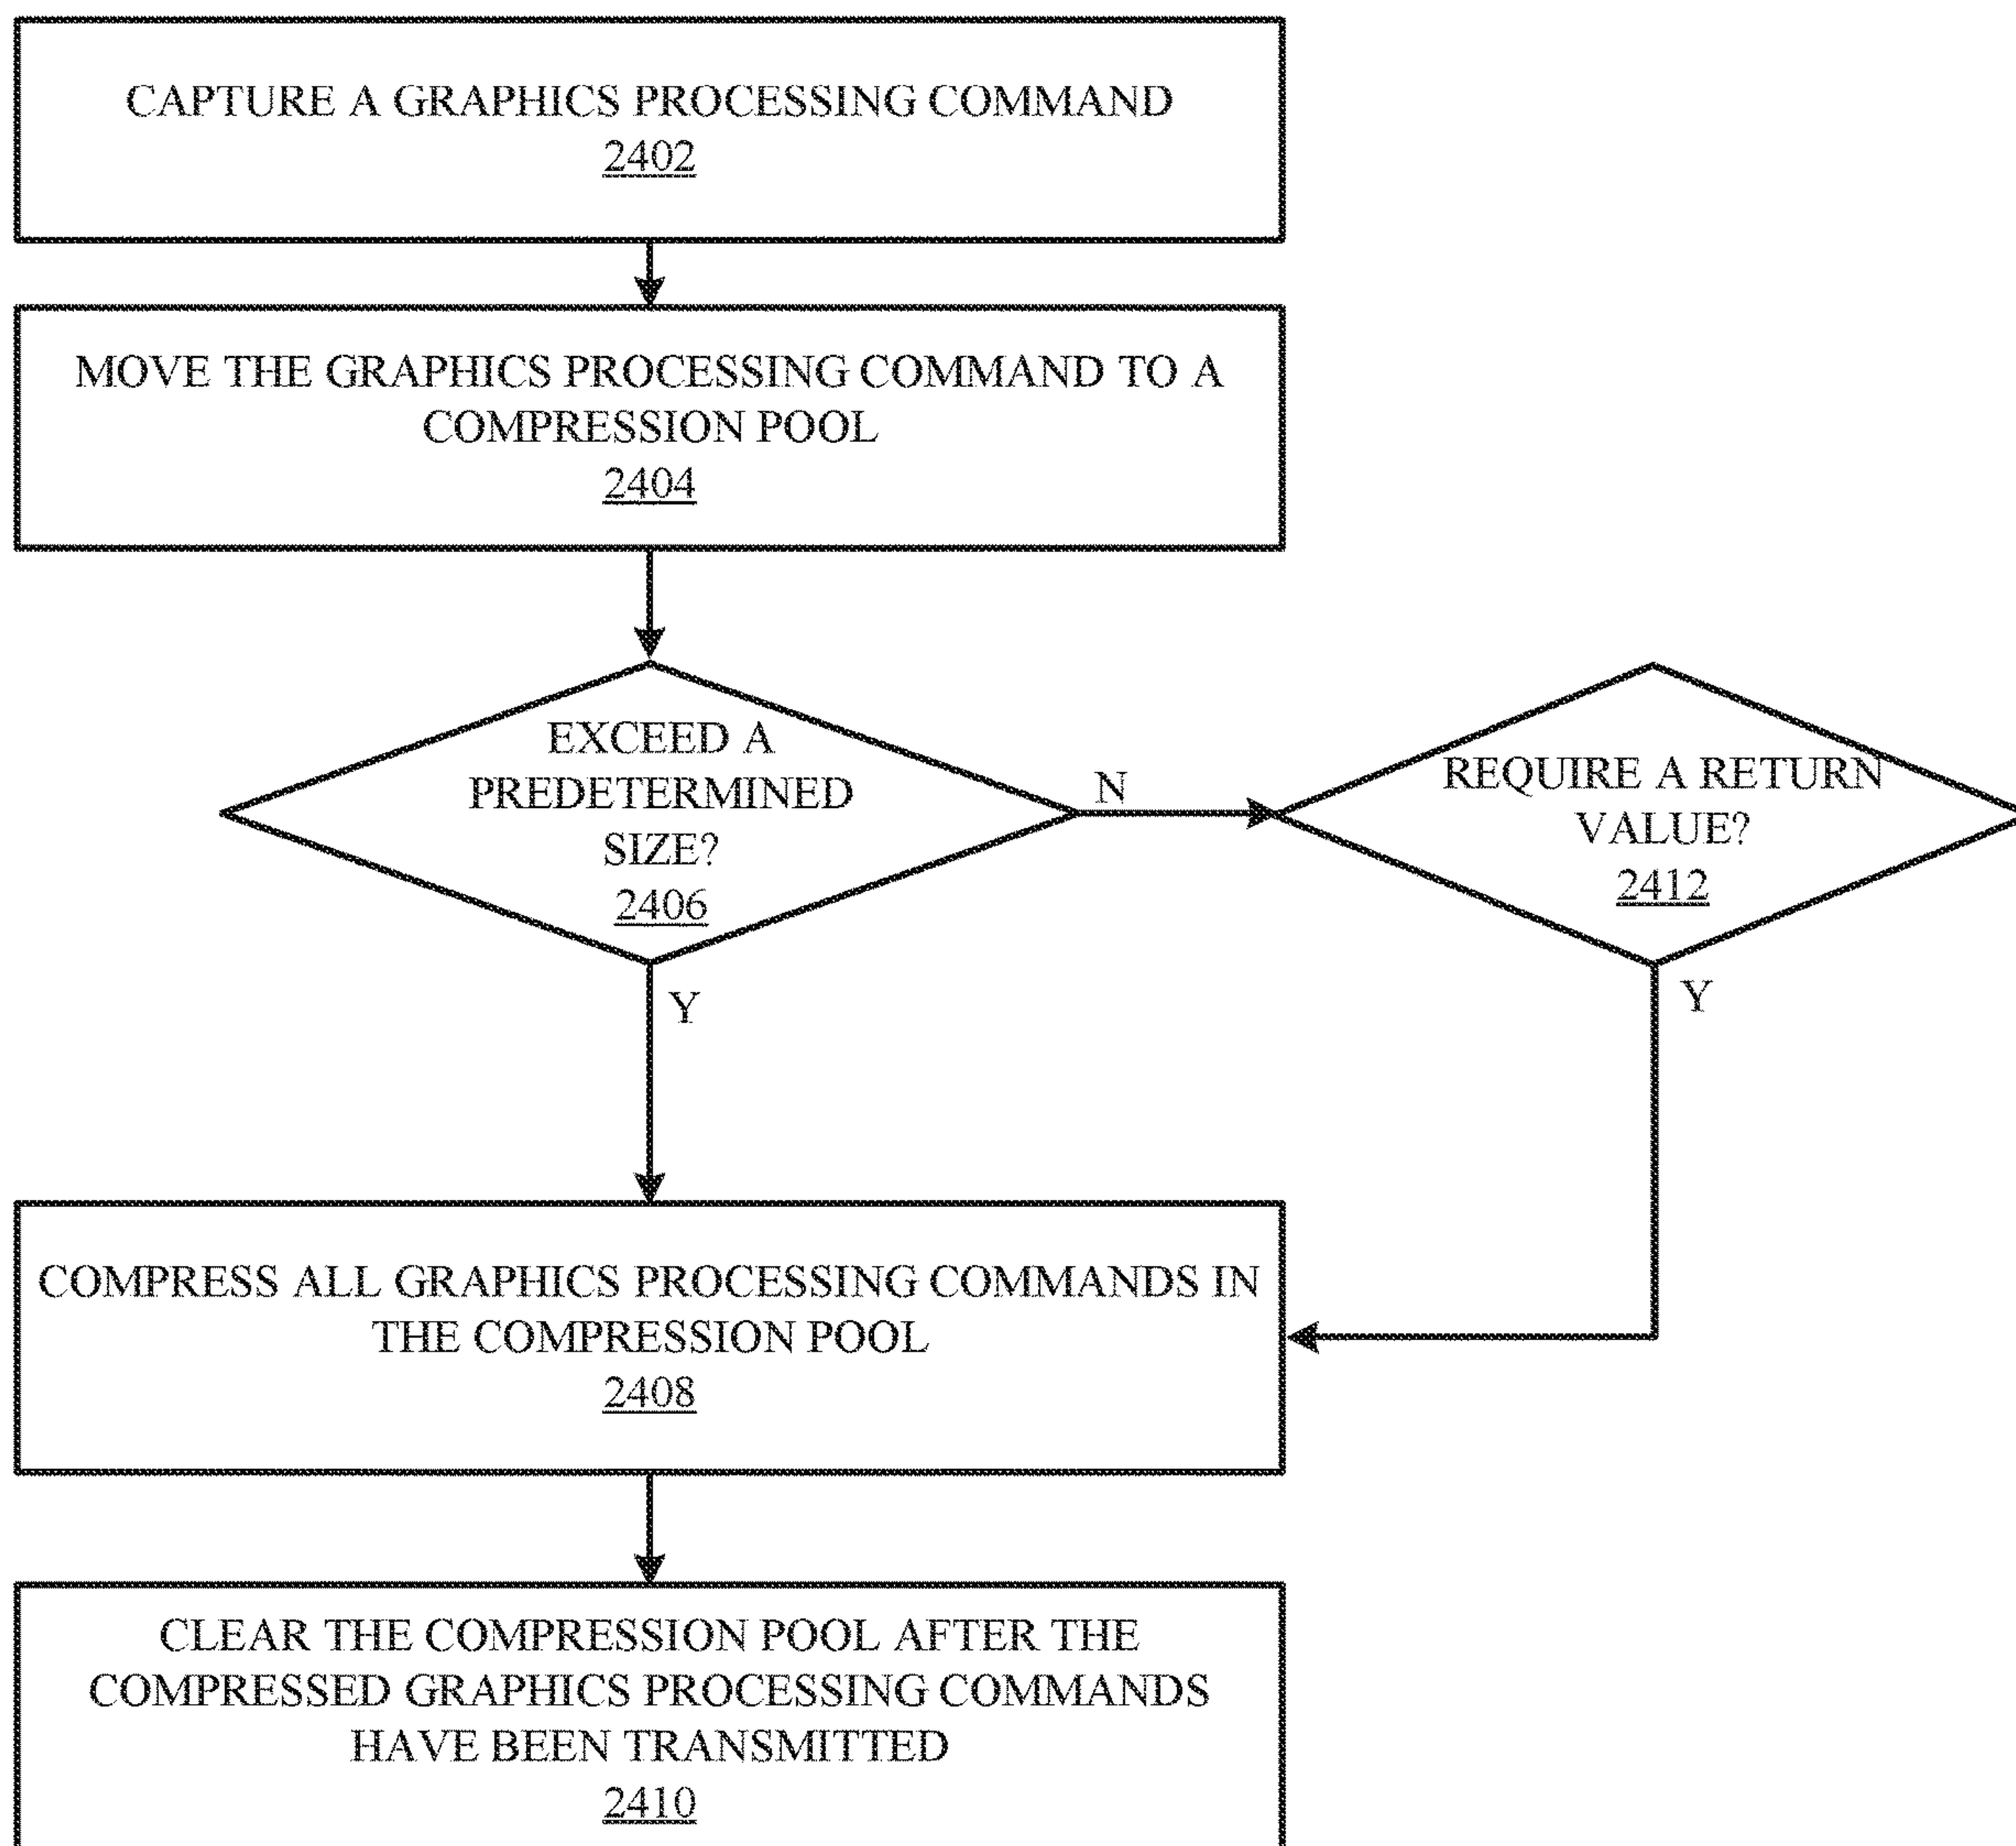 CAPTURE A GRAPHICS PROCESSING COMMAND
2402
MOVE THE GRAPHICS PROCESSING COMMAND TO A
COMPRESSION POOL
2404
EXCEED A
PREDETERMINED
SIZE?
2406
N
REQUIRE A RETURN
VALUE?
2412
Y
Y
COMPRESS ALL GRAPHICS PROCESSING COMMANDS IN
THE COMPRESSION POOL
2408
CLEAR THE COMPRESSION POOL AFTER THE
COMPRESSED GRAPHICS PROCESSING COMMANDS
HAVE BEEN TRANSMITTED
2410